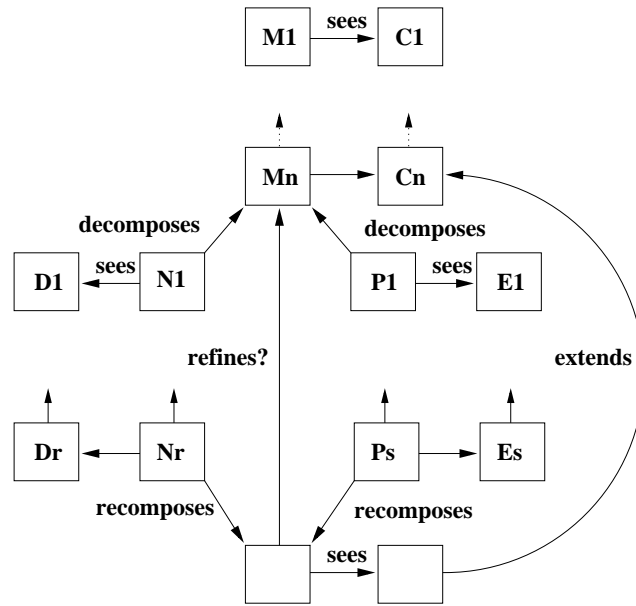 sees
M1 C1
Mn Cn
decomposes decomposes
D1 sees N1 P1 sees E1
refines? extends
Dr Nr Ps Es
recomposes recomposes
sees